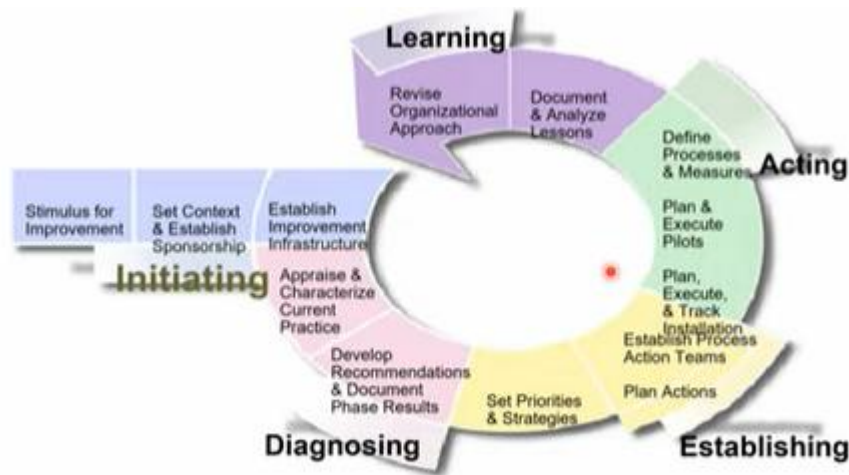 Learning
Revise
Organizational
Approach
Document
& Analyze
Lessons
Define
Processes
& Measures
Acting
Plan &
Execute
Pilots
Plan,
Execute,
& Track
Installation
Stimulus for
Improvement
Set Context
& Establish
Sponsorship
Establish
Improvement
Infrastructure
Initiating
Appraise &
Characterize
Current
Practice
Develop
Recommendations
& Document
Phase Results
Diagnosing
Set Priorities
& Strategies
Establish Process
Action Teams
Plan Actions
Establishing